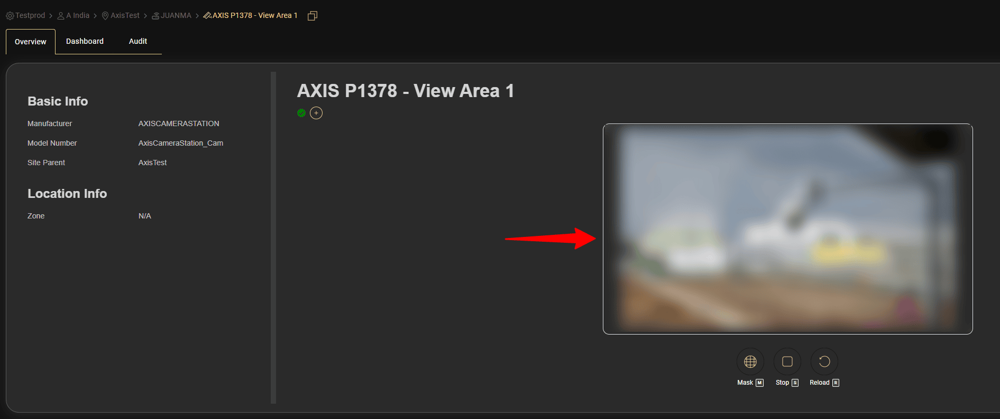 Testprod > A India > AxisTest > JUANMA > AXIS P1378 - View Area 1
Overview Dashboard Audit
Basic Info
Manufacturer AXISCAMERASTATION
Model Number AxisCameraStation_Cam
Site Parent AxisTest
Location Info
Zone N/A
AXIS P1378 - View Area 1
Mask M Stop S Reload R